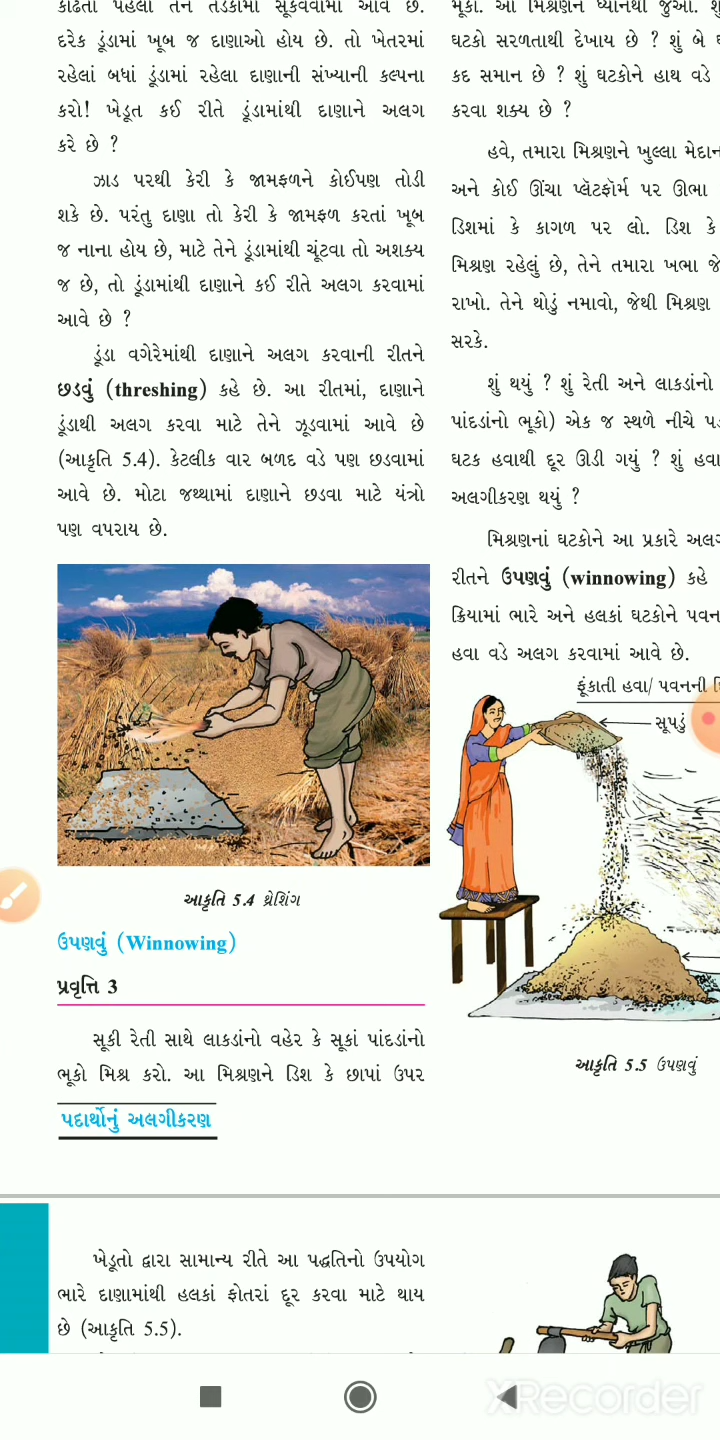 કાઢતાં પહેલાં તેને તડકામાં સૂકવવામાં આવે છે.
દરેક ડૂંડામાં ખૂબ જ દાણાઓ હોય છે. તો ખેતરમાં
રહેલાં બધાં ડૂંડામાં રહેલા દાણાની સંખ્યાની કલ્પના
કરો! ખેડૂત કઈ રીતે ડૂંડામાંથી દાણાને અલગ
કરે છે ?
ઝાડ પરથી કેરી કે જામફળને કોઈપણ તોડી
શકે છે. પરંતુ દાણા તો કેરી કે જામફળ કરતાં ખૂબ
જ નાના હોય છે, માટે તેને ડૂંડામાંથી ચૂંટવા તો અશક્ય
જ છે, તો ડૂંડામાંથી દાણાને કઈ રીતે અલગ કરવામાં
આવે છે ?
ડૂંડા વગેરેમાંથી દાણાને અલગ કરવાની રીતને
છડવું (threshing) કહે છે. આ રીતમાં, દાણાને
ડૂંડાથી અલગ કરવા માટે તેને ઝૂડવામાં આવે છે
(આકૃતિ 5.4). કેટલીક વાર બળદ વડે પણ છડવામાં
આવે છે. મોટા જથ્થામાં દાણાને છડવા માટે યંત્રો
પણ વપરાય છે.
આકૃતિ 5.4 થ્રેશિંગ
ઉપણવું (Winnowing)
પ્રવૃત્તિ 3
સૂકી રેતી સાથે લાકડાંનો વહેર કે સૂકાં પાંદડાંનો
ભૂકો મિશ્ર કરો. આ મિશ્રણને ડિશ કે છાપાં ઉપર
પદાર્થોનું અલગીકરણ
મૂકો. આ મિશ્રણને ધ્યાનથી જુઓ.
ઘટકો સરળતાથી દેખાય છે ? શું બે
કદ સમાન છે ? શું ઘટકોને હાથ વડે
કરવા શક્ય છે ?
હવે, તમારા મિશ્રણને ખુલ્લા
અને કોઈ ઊંચા પ્લૅટફૉર્મ પર ઊભા
ડિશમાં કે કાગળ પર લો. ડિશ કે
મિશ્રણ રહેલું છે, તેને તમારા ખભા
રાખો. તેને થોડું નમાવો, જેથી મિશ્રણ
સરકે.
શું થયું ? શું રેતી અને લાકડાંનો
પાંદડાંનો ભૂકો) એક જ સ્થળે નીચે
ઘટક હવાથી દૂર ઊડી ગયું ? શું
અલગીકરણ થયું ?
મિશ્રણનાં ઘટકોને આ પ્રકારે
રીતને ઉપણવું (winnowing) કહે
ક્રિયામાં ભારે અને હલકાં ઘટકોને
હવા વડે અલગ કરવામાં આવે છે.
ફૂંકાતી હવા/ પવનની
સૂપડું
આકૃતિ 5.5 ઉપણવું
ખેડૂતો દ્વારા સામાન્ય રીતે આ પદ્ધતિનો ઉપયોગ
ભારે દાણામાંથી હલકાં ફોતરાં દૂર કરવા માટે થાય
છે (આકૃતિ 5.5).
XRecorder